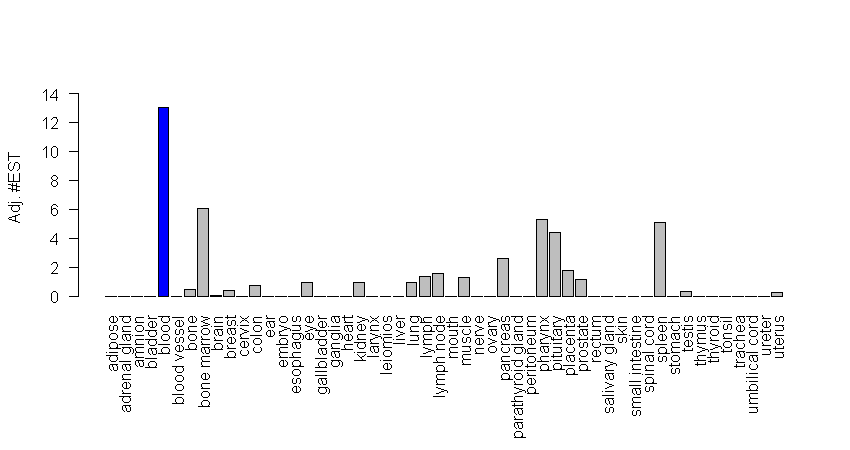 Adj. #EST
14
12
10
8
6
4
2
0
adipose
adrenal gland
amnion
bladder
blood
blood vessel
bone
bone marrow
brain
breast
cervix
colon
ear
embryo
esophagus
eye
gallbladder
ganglia
heart
kidney
larynx
leiomios
liver
lung
lymph
lymph node
mouth
muscle
nerve
ovary
pancreas
parathyroid gland
peritoneum
pharynx
pituitary
placenta
prostate
rectum
salivary gland
skin
small intestine
spinal cord
spleen
stomach
testis
thymus
thyroid
tonsil
trachea
umbilical cord
ureter
uterus